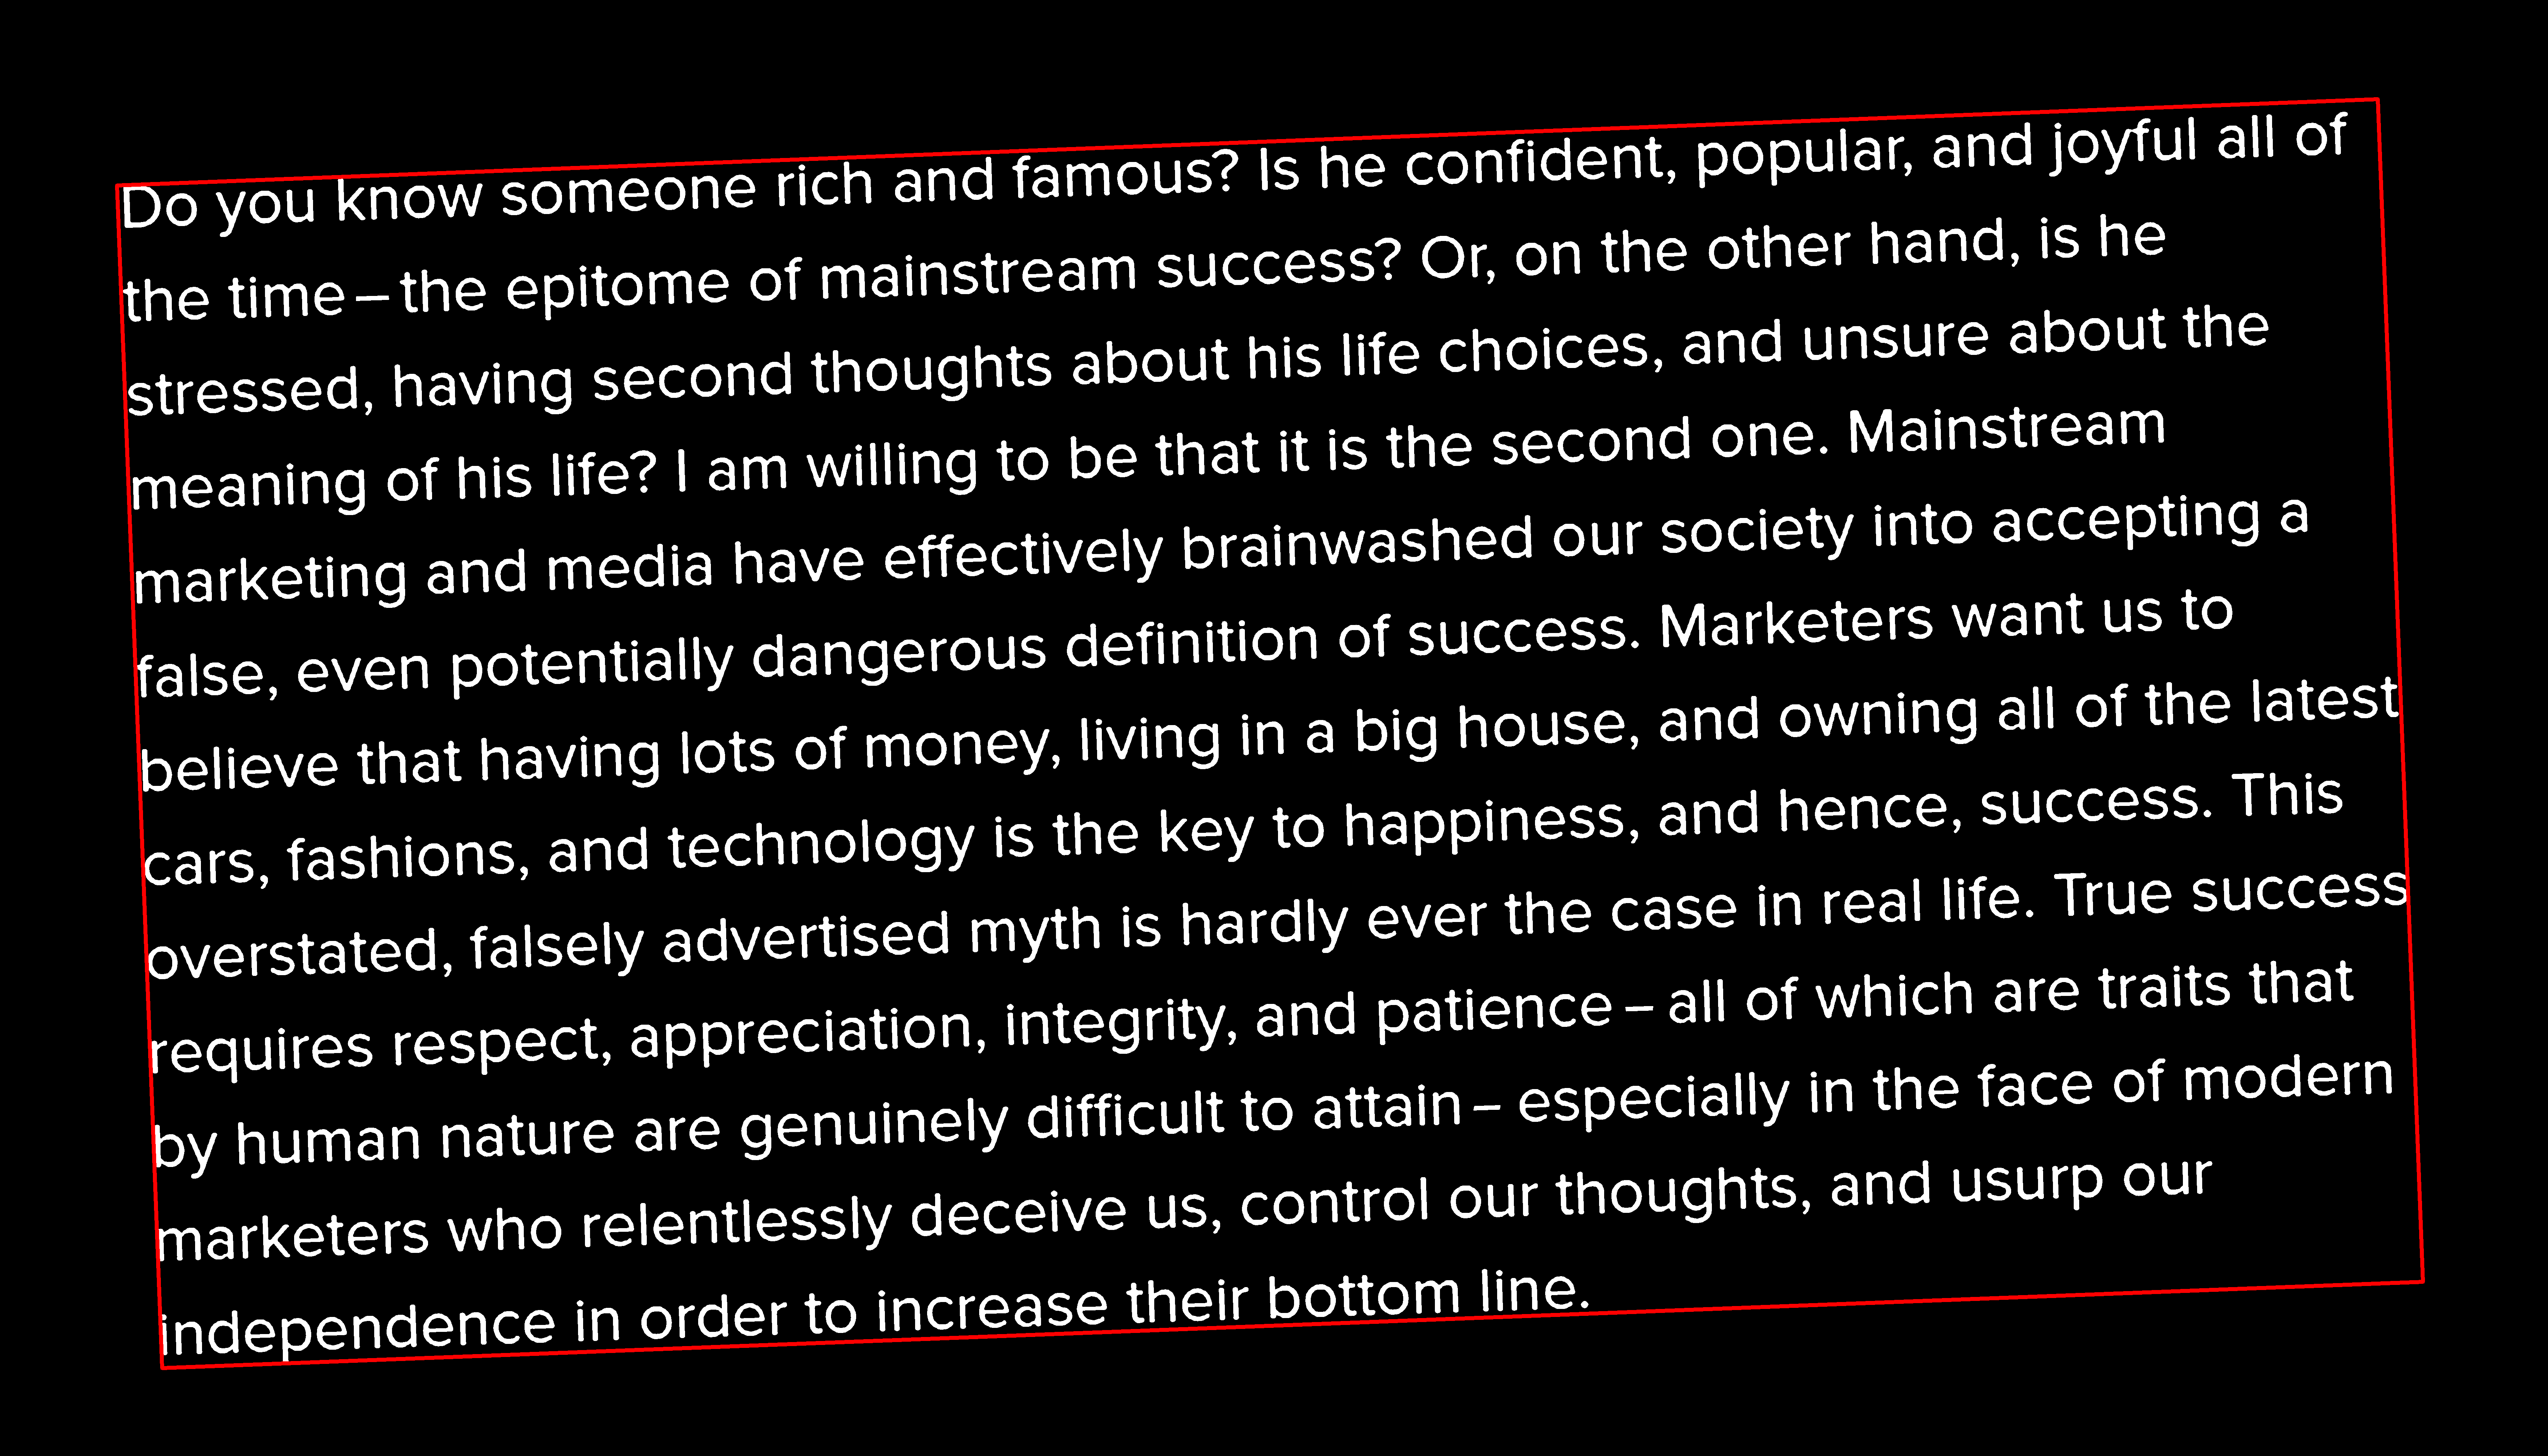 Do you know someone rich and famous? Is he confident, popular, and joyful all of
the time – the epitome of mainstream success? Or, on the other hand, is he
stressed, having second thoughts about his life choices, and unsure about the
meaning of his life? I am willing to be that it is the second one. Mainstream
marketing and media have effectively brainwashed our society into accepting a
false, even potentially dangerous definition of success. Marketers want us to
believe that having lots of money, living in a big house, and owning all of the latest
cars, fashions, and technology is the key to happiness, and hence, success. This
overstated, falsely advertised myth is hardly ever the case in real life. True success
requires respect, appreciation, integrity, and patience – all of which are traits that
by human nature are genuinely difficult to attain – especially in the face of modern
marketers who relentlessly deceive us, control our thoughts, and usurp our
independence in order to increase their bottom line.